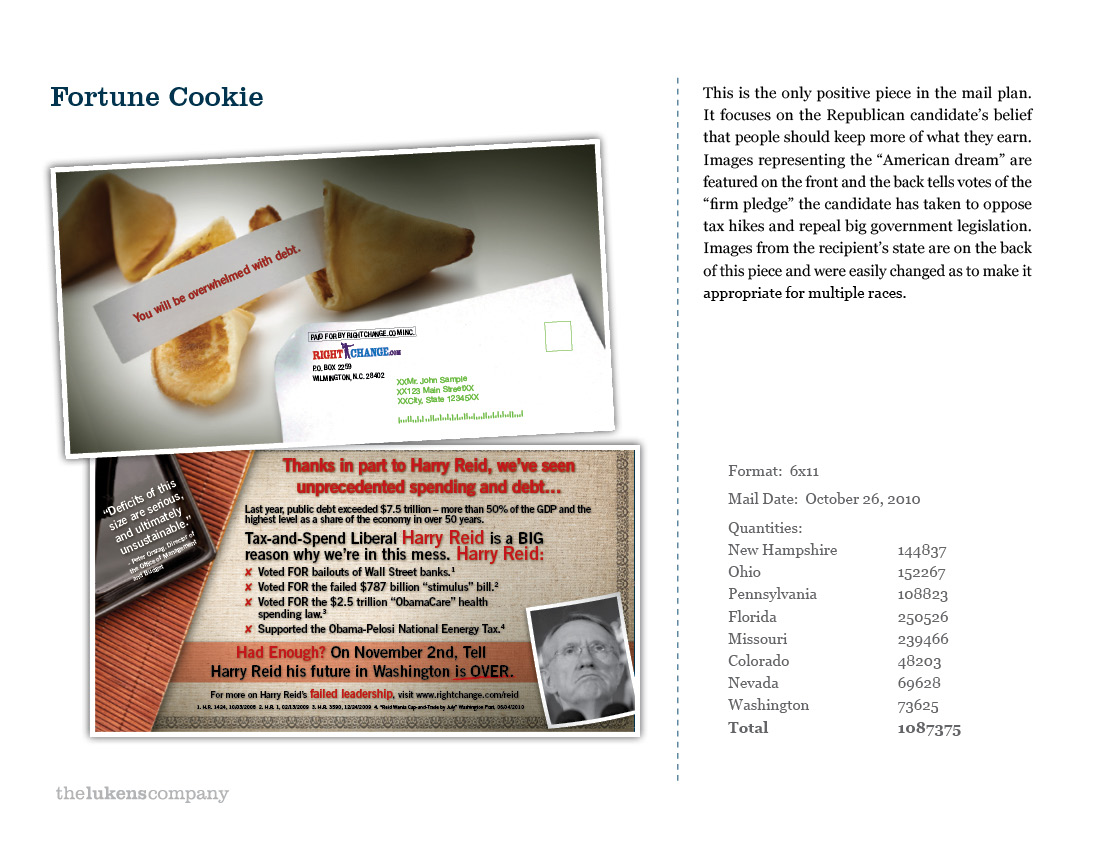 Fortune Cookie
You will be overwhelmed with debt.
PAID FOR BY RIGHTCHANGE.COM INC.
RIGHT CHANGE.COM
P.O. BOX 2259
WILMINGTON, N.C. 28402
XXMr. John Sample
XX123 Main StreetXX
XXCity, State 12345XX
"Deficits of this
size are serious,
and ultimately
unsustainable."
- Peter Orszag, Director of
the Office of Management
and Budget
Thanks in part to Harry Reid, we've seen
unprecedented spending and debt...
Last year, public debt exceeded $7.5 trillion – more than 50% of the GDP and the
highest level as a share of the economy in over 50 years.
Tax-and-Spend Liberal Harry Reid is a BIG
reason why we're in this mess. Harry Reid:
✘ Voted FOR bailouts of Wall Street banks.¹
✘ Voted FOR the failed $787 billion "stimulus" bill.²
✘ Voted FOR the $2.5 trillion "ObamaCare" health
spending law.³
✘ Supported the Obama-Pelosi National Eenergy Tax.⁴
Had Enough? On November 2nd, Tell
Harry Reid his future in Washington is OVER.
For more on Harry Reid's failed leadership, visit www.rightchange.com/reid
1. H.R. 1424, 10/03/2008 2. H.R. 1, 02/13/2009 3. H.R. 3590, 12/24/2009 4. "Reid Wants Cap-and-Trade by July" Washington Post, 06/04/2010
thelukenscompany
This is the only positive piece in the mail plan.
It focuses on the Republican candidate's belief
that people should keep more of what they earn.
Images representing the "American dream" are
featured on the front and the back tells votes of the
"firm pledge" the candidate has taken to oppose
tax hikes and repeal big government legislation.
Images from the recipient's state are on the back
of this piece and were easily changed as to make it
appropriate for multiple races.
Format: 6x11
Mail Date: October 26, 2010
Quantities:
New Hampshire 144837
Ohio 152267
Pennsylvania 108823
Florida 250526
Missouri 239466
Colorado 48203
Nevada 69628
Washington 73625
Total 1087375